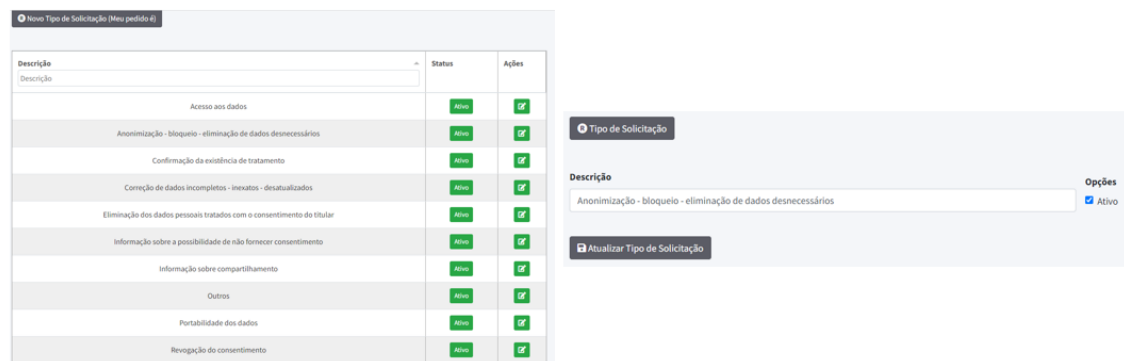 Novo Tipo de Solicitação (Meu pedido é)
Descrição Status Ações
Descrição
Acesso aos dados Ativo
Anonimização - bloqueio - eliminação de dados desnecessários Ativo
Confirmação da existência de tratamento Ativo
Correção de dados incompletos - inexatos - desatualizados Ativo
Eliminação dos dados pessoais tratados com o consentimento do titular Ativo
Informação sobre a possibilidade de não fornecer consentimento Ativo
Informação sobre compartilhamento Ativo
Outros Ativo
Portabilidade dos dados Ativo
Revogação do consentimento Ativo
Tipo de Solicitação
Descrição Opções
Anonimização - bloqueio - eliminação de dados desnecessários Ativo
Atualizar Tipo de Solicitação